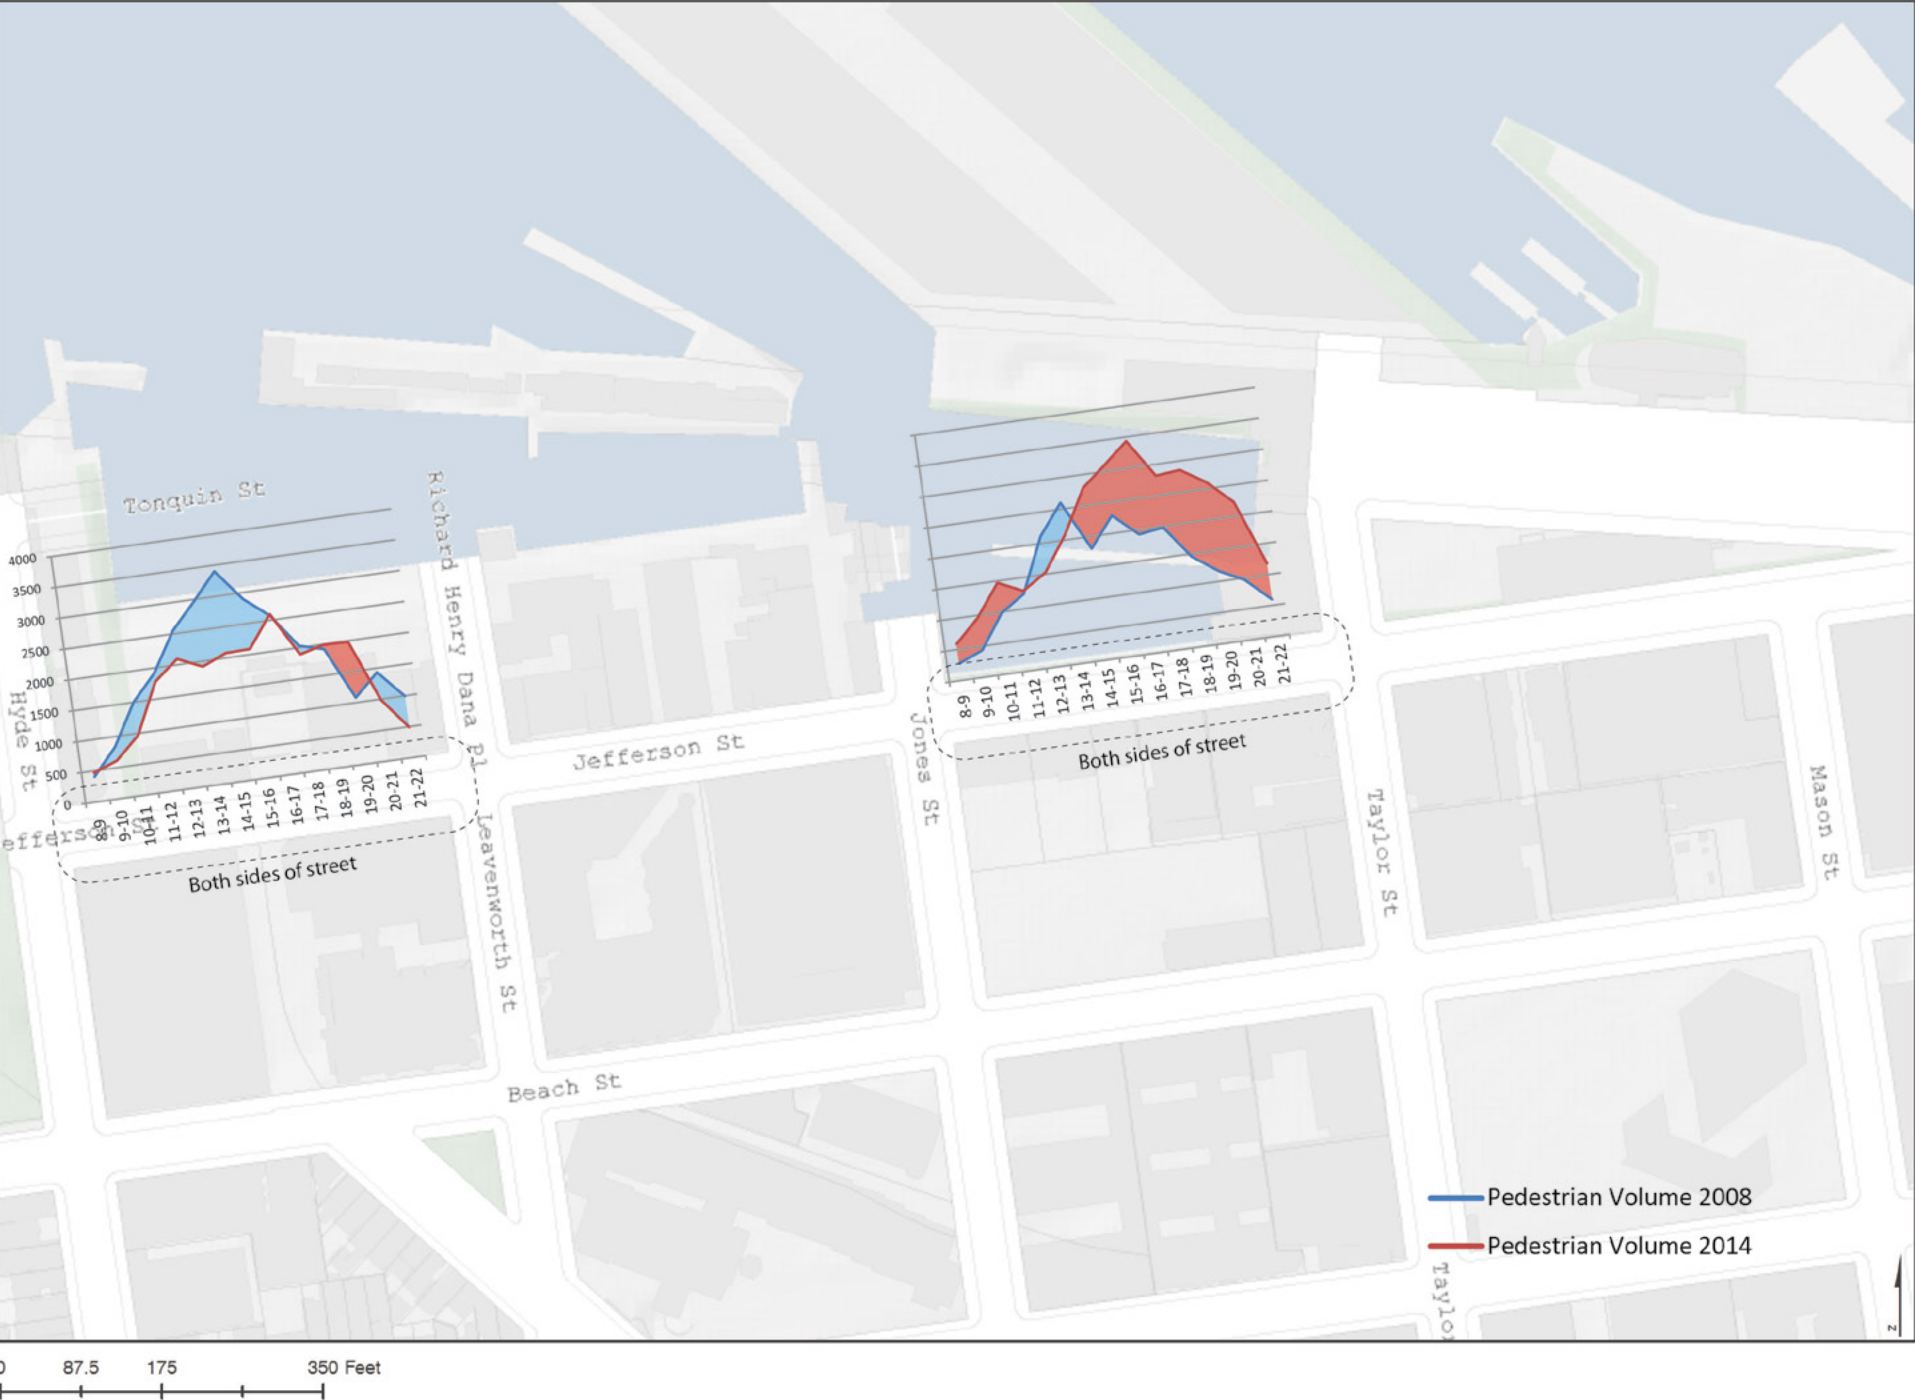 Tonquin St
Richard Henry Dana Pl
4000
3500
3000
2500
2000
1500
1000
500
0
8-9
9-10
10-11
11-12
12-13
13-14
14-15
15-16
16-17
17-18
18-19
19-20
20-21
21-22
Hyde St
efferson St
Both sides of street
Jefferson St
Leavenworth St
Jones St
8-9
9-10
10-11
11-12
12-13
13-14
14-15
15-16
16-17
17-18
18-19
19-20
20-21
21-22
Both sides of street
Taylor St
Mason St
Beach St
Pedestrian Volume 2008
Pedestrian Volume 2014
Taylo
N
0 87.5 175 350 Feet